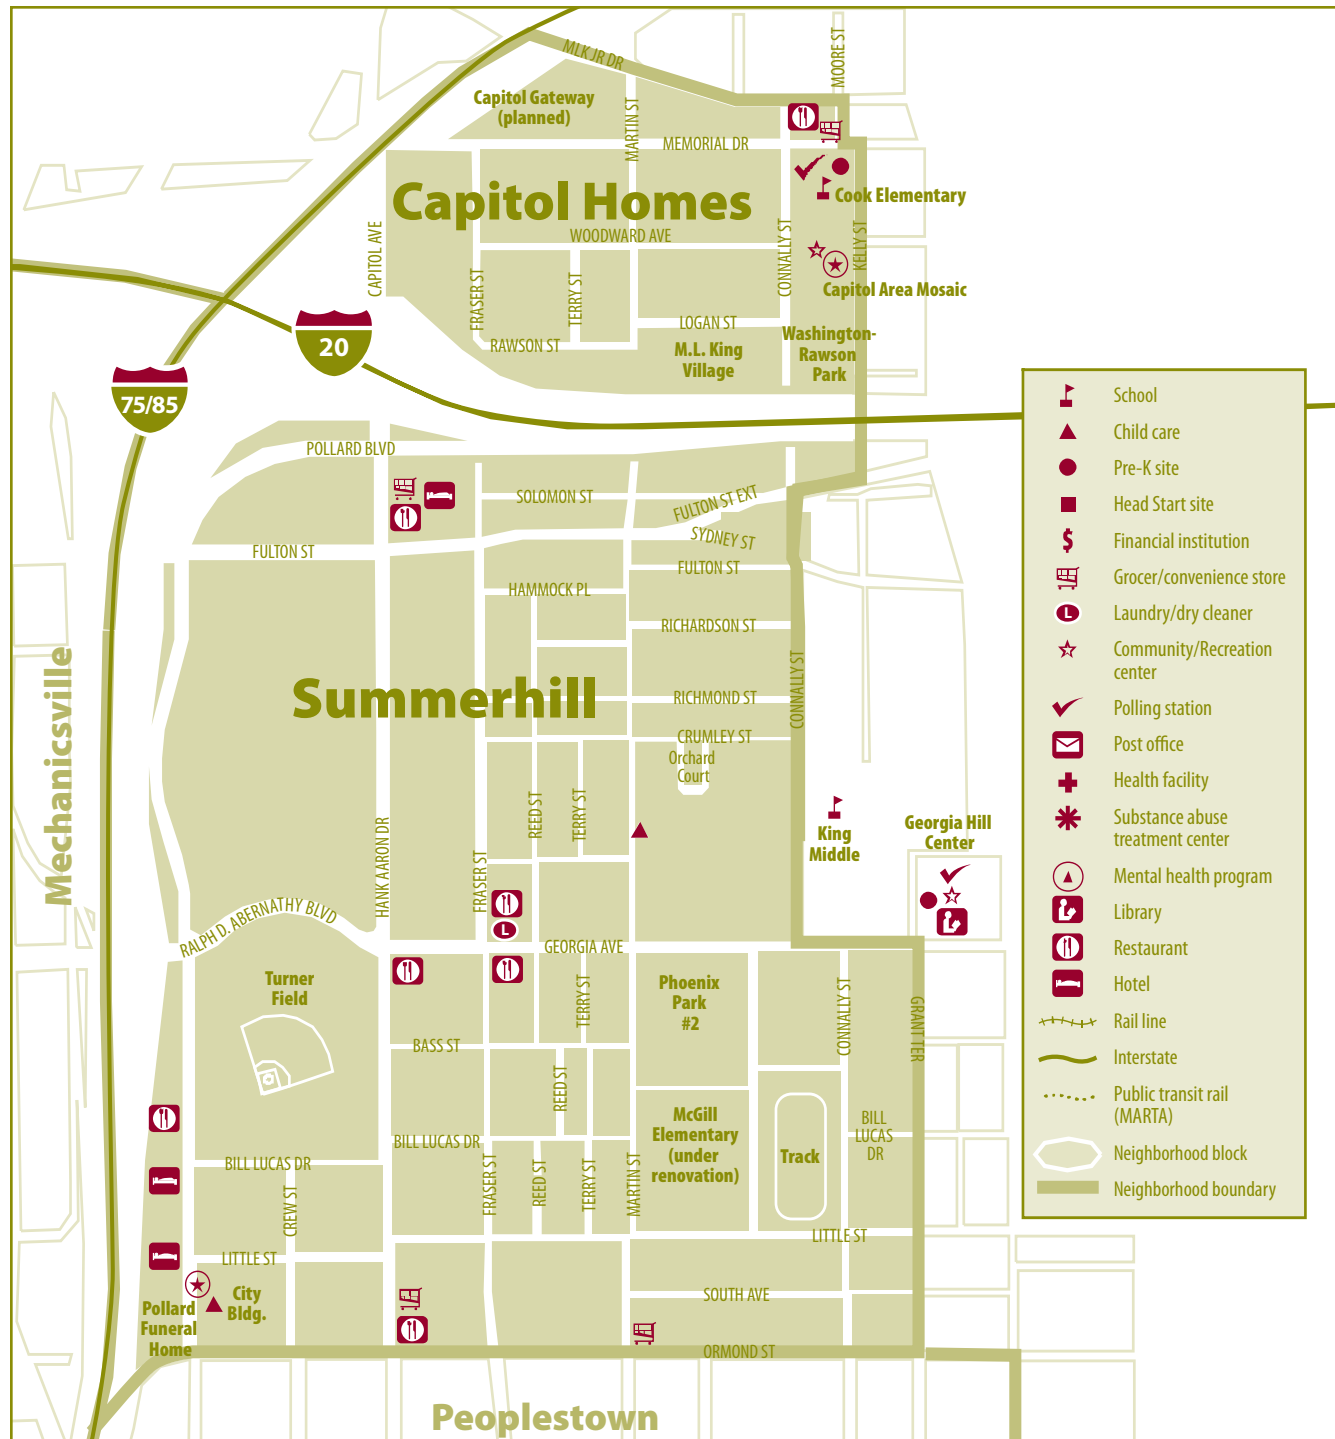 MLK JR DR
MOORE ST
Capitol Gateway
(planned)
MARTIN ST
MEMORIAL DR
Capitol Homes
Cook Elementary
CAPITOL AVE
WOODWARD AVE
CONNALLY ST
KELLY ST
FRASER ST
TERRY ST
Capitol Area Mosaic
LOGAN ST
RAWSON ST
M.L. King
Village
Washington-
Rawson
Park
20
75/85
POLLARD BLVD
SOLOMON ST
FULTON ST EXT
SYDNEY ST
FULTON ST
FULTON ST
HAMMOCK PL
RICHARDSON ST
Summerhill
RICHMOND ST
CONNALLY ST
CRUMLEY ST
Orchard
Court
Mechanicsville
HANK AARON DR
FRASER ST
REED ST
TERRY ST
King
Middle
Georgia Hill
Center
L
RALPH D. ABERNATHY BLVD
GEORGIA AVE
Turner
Field
TERRY ST
Phoenix
Park
#2
CONNALLY ST
GRANT TER
BASS ST
REED ST
BILL LUCAS DR
McGill
Elementary
(under
renovation)
Track
BILL
LUCAS
DR
BILL LUCAS DR
CREW ST
FRASER ST
REED ST
TERRY ST
MARTIN ST
LITTLE ST
LITTLE ST
City
Bldg.
SOUTH AVE
Pollard
Funeral
Home
ORMOND ST
Peoplestown
School
Child care
Pre-K site
Head Start site
$
Financial institution
Grocer/convenience store
L
Laundry/dry cleaner
Community/Recreation
center
Polling station
Post office
Health facility
Substance abuse
treatment center
Mental health program
Library
Restaurant
Hotel
Rail line
Interstate
Public transit rail
(MARTA)
Neighborhood block
Neighborhood boundary